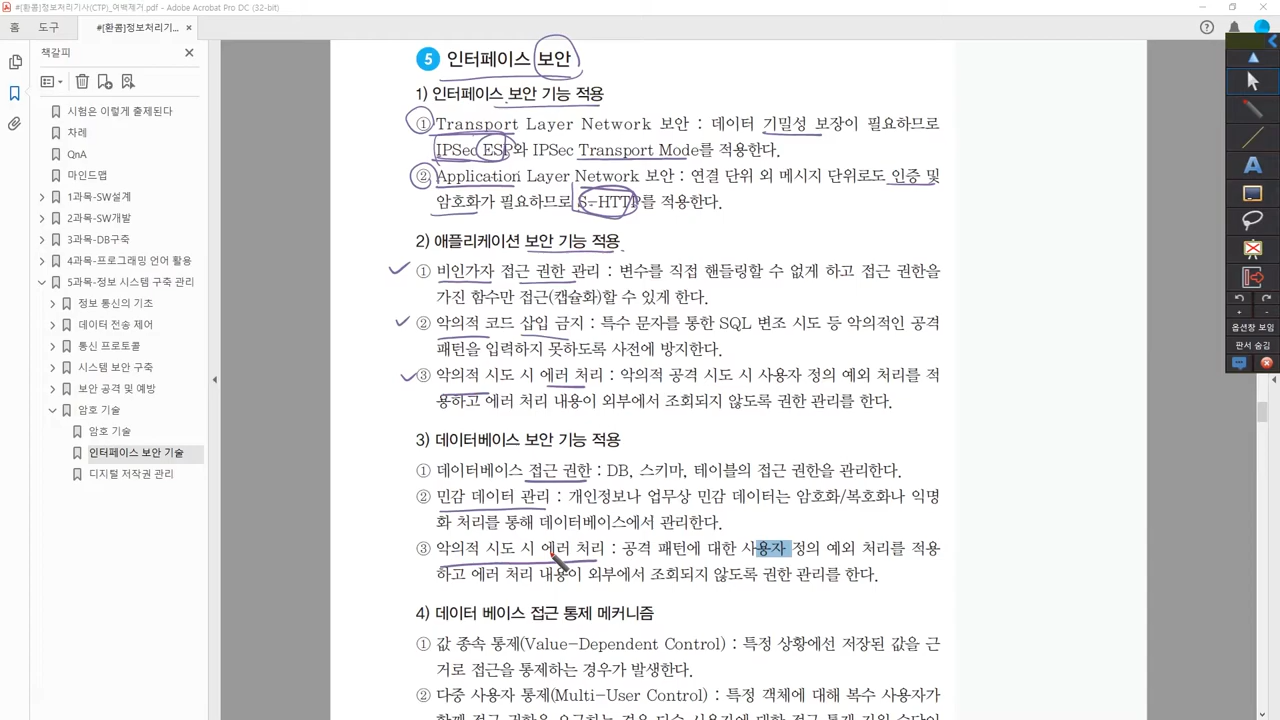 #[환콤]정보처리기사(CTP)_여백제거.pdf - Adobe Acrobat Pro DC (32-bit)
홈 도구 #[환콤]정보처리기... ×
책갈피
시험은 이렇게 출제된다
차례
QnA
마인드맵
1과목-SW설계
2과목-SW개발
3과목-DB구축
4과목-프로그래밍 언어 활용
5과목-정보 시스템 구축 관리
정보 통신의 기초
데이터 전송 제어
통신 프로토콜
시스템 보안 구축
보안 공격 및 예방
암호 기술
암호 기술
인터페이스 보안 기술
디지털 저작권 관리
5 인터페이스 보안
1) 인터페이스 보안 기능 적용
① Transport Layer Network 보안 : 데이터 기밀성 보장이 필요하므로
IPSec ESP와 IPSec Transport Mode를 적용한다.
② Application Layer Network 보안 : 연결 단위 외 메시지 단위로도 인증 및
암호화가 필요하므로 S-HTTP를 적용한다.
2) 애플리케이션 보안 기능 적용
① 비인가자 접근 권한 관리 : 변수를 직접 핸들링할 수 없게 하고 접근 권한을
가진 함수만 접근(캡슐화)할 수 있게 한다.
② 악의적 코드 삽입 금지 : 특수 문자를 통한 SQL 변조 시도 등 악의적인 공격
패턴을 입력하지 못하도록 사전에 방지한다.
③ 악의적 시도 시 에러 처리 : 악의적 공격 시도 시 사용자 정의 예외 처리를 적
용하고 에러 처리 내용이 외부에서 조회되지 않도록 권한 관리를 한다.
3) 데이터베이스 보안 기능 적용
① 데이터베이스 접근 권한 : DB, 스키마, 테이블의 접근 권한을 관리한다.
② 민감 데이터 관리 : 개인정보나 업무상 민감 데이터는 암호화/복호화나 익명
화 처리를 통해 데이터베이스에서 관리한다.
③ 악의적 시도 시 에러 처리 : 공격 패턴에 대한 사용자 정의 예외 처리를 적용
하고 에러 처리 내용이 외부에서 조회되지 않도록 권한 관리를 한다.
4) 데이터 베이스 접근 통제 메커니즘
① 값 종속 통제(Value-Dependent Control) : 특정 상황에선 저장된 값을 근
거로 접근을 통제하는 경우가 발생한다.
② 다중 사용자 통제(Multi-User Control) : 특정 객체에 대해 복수 사용자가
옵션창 보임
판서 숨김